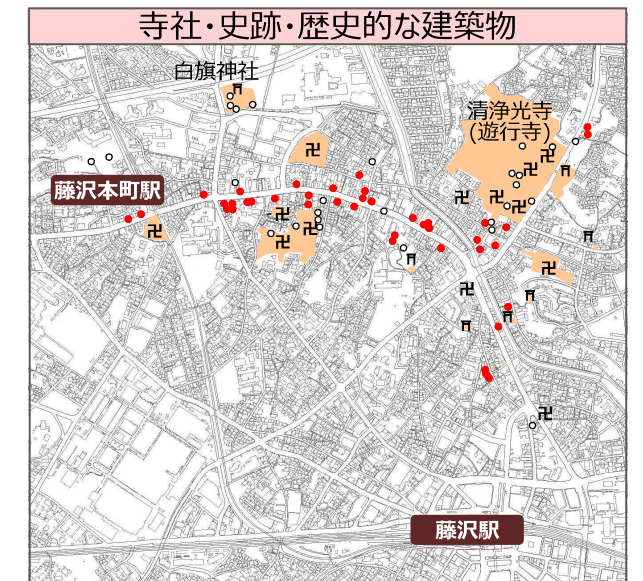 寺社・史跡・歴史的な建築物
白旗神社
清浄光寺
(遊行寺)
藤沢本町駅
藤沢駅